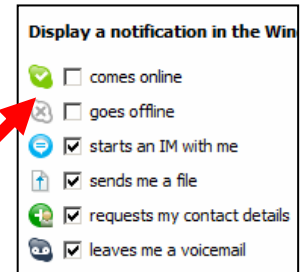 Display a notification in the Win
comes online
goes offline
starts an IM with me
sends me a file
requests my contact details
leaves me a voicemail